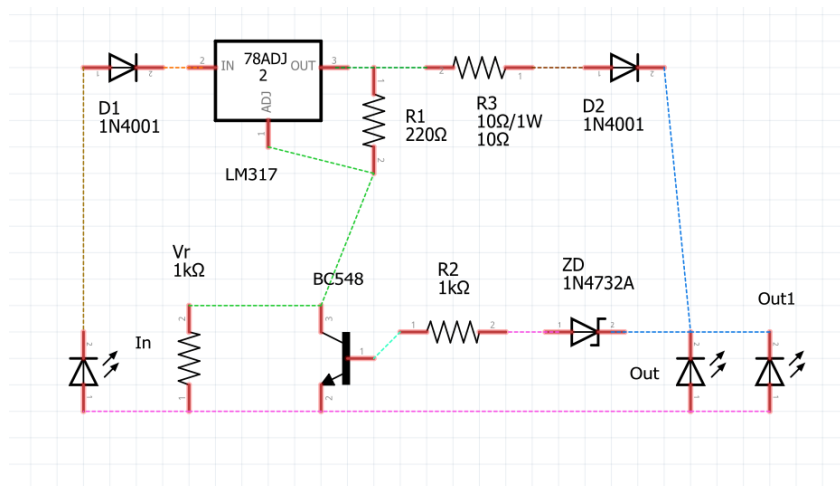 1
2
2
IN
78ADJ
2
OUT
ADJ
1
3
D1
1N4001
LM317
1
2
R1
220Ω
2
1
R3
10Ω/1W
10Ω
1
2
D2
1N4001
Vr
1kΩ
2
1
In
2
1
BC548
3
1
2
R2
1kΩ
1
2
ZD
1N4732A
1
2
Out
2
1
Out1
2
1